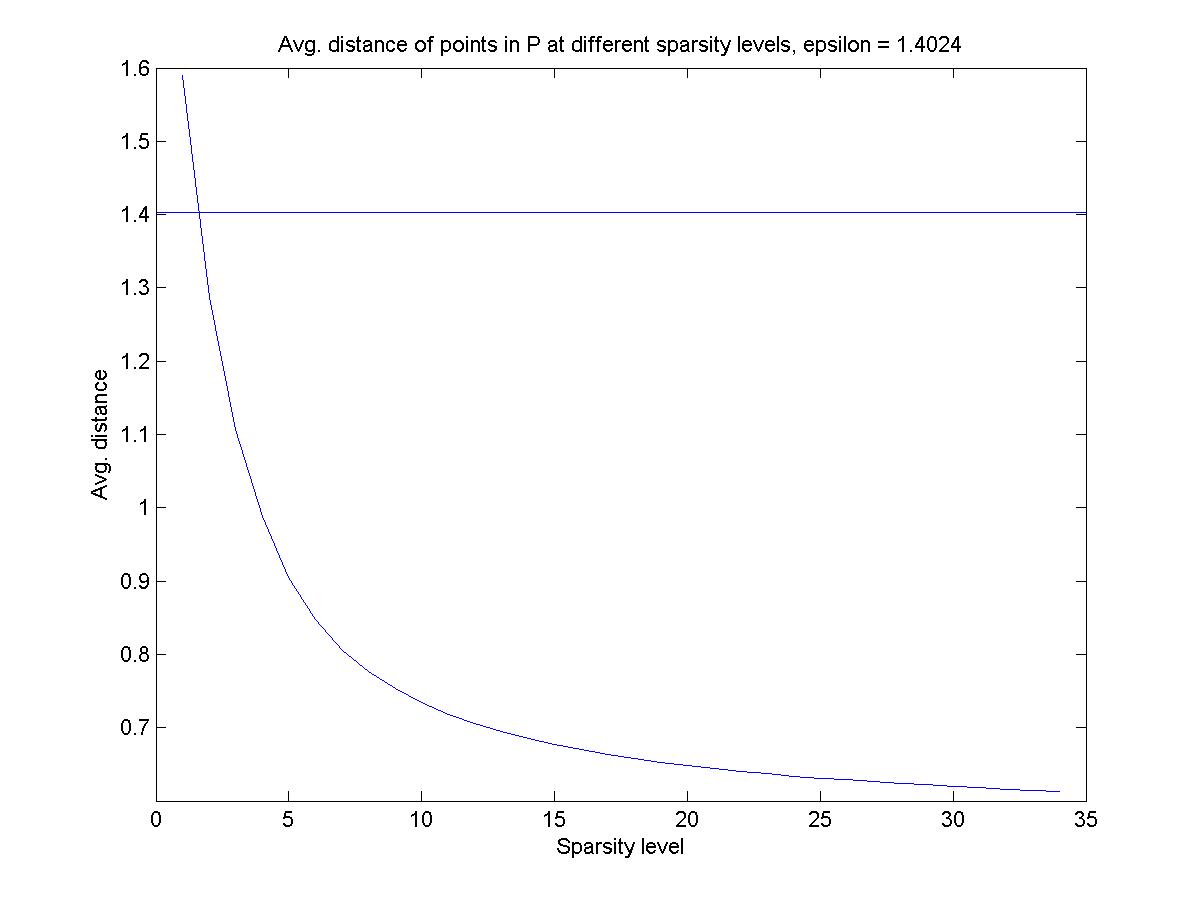 Avg. distance of points in P at different sparsity levels, epsilon = 1.4024
1.6
1.5
1.4
1.3
1.2
1.1
1
0.9
0.8
0.7
Avg. distance
0 5 10 15 20 25 30 35
Sparsity level